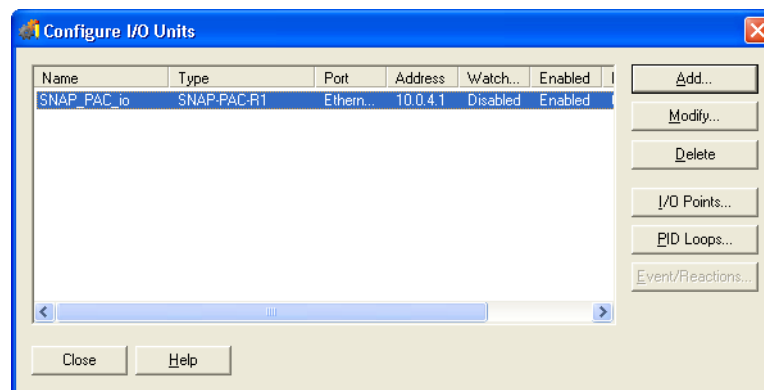 Configure I/O Units
Name Type Port Address Watch... Enabled
SNAP_PAC_io SNAP-PAC-R1 Ethern... 10.0.4.1 Disabled Enabled
Add...
Modify...
Delete
I/O Points...
PID Loops...
Event/Reactions...
Close Help